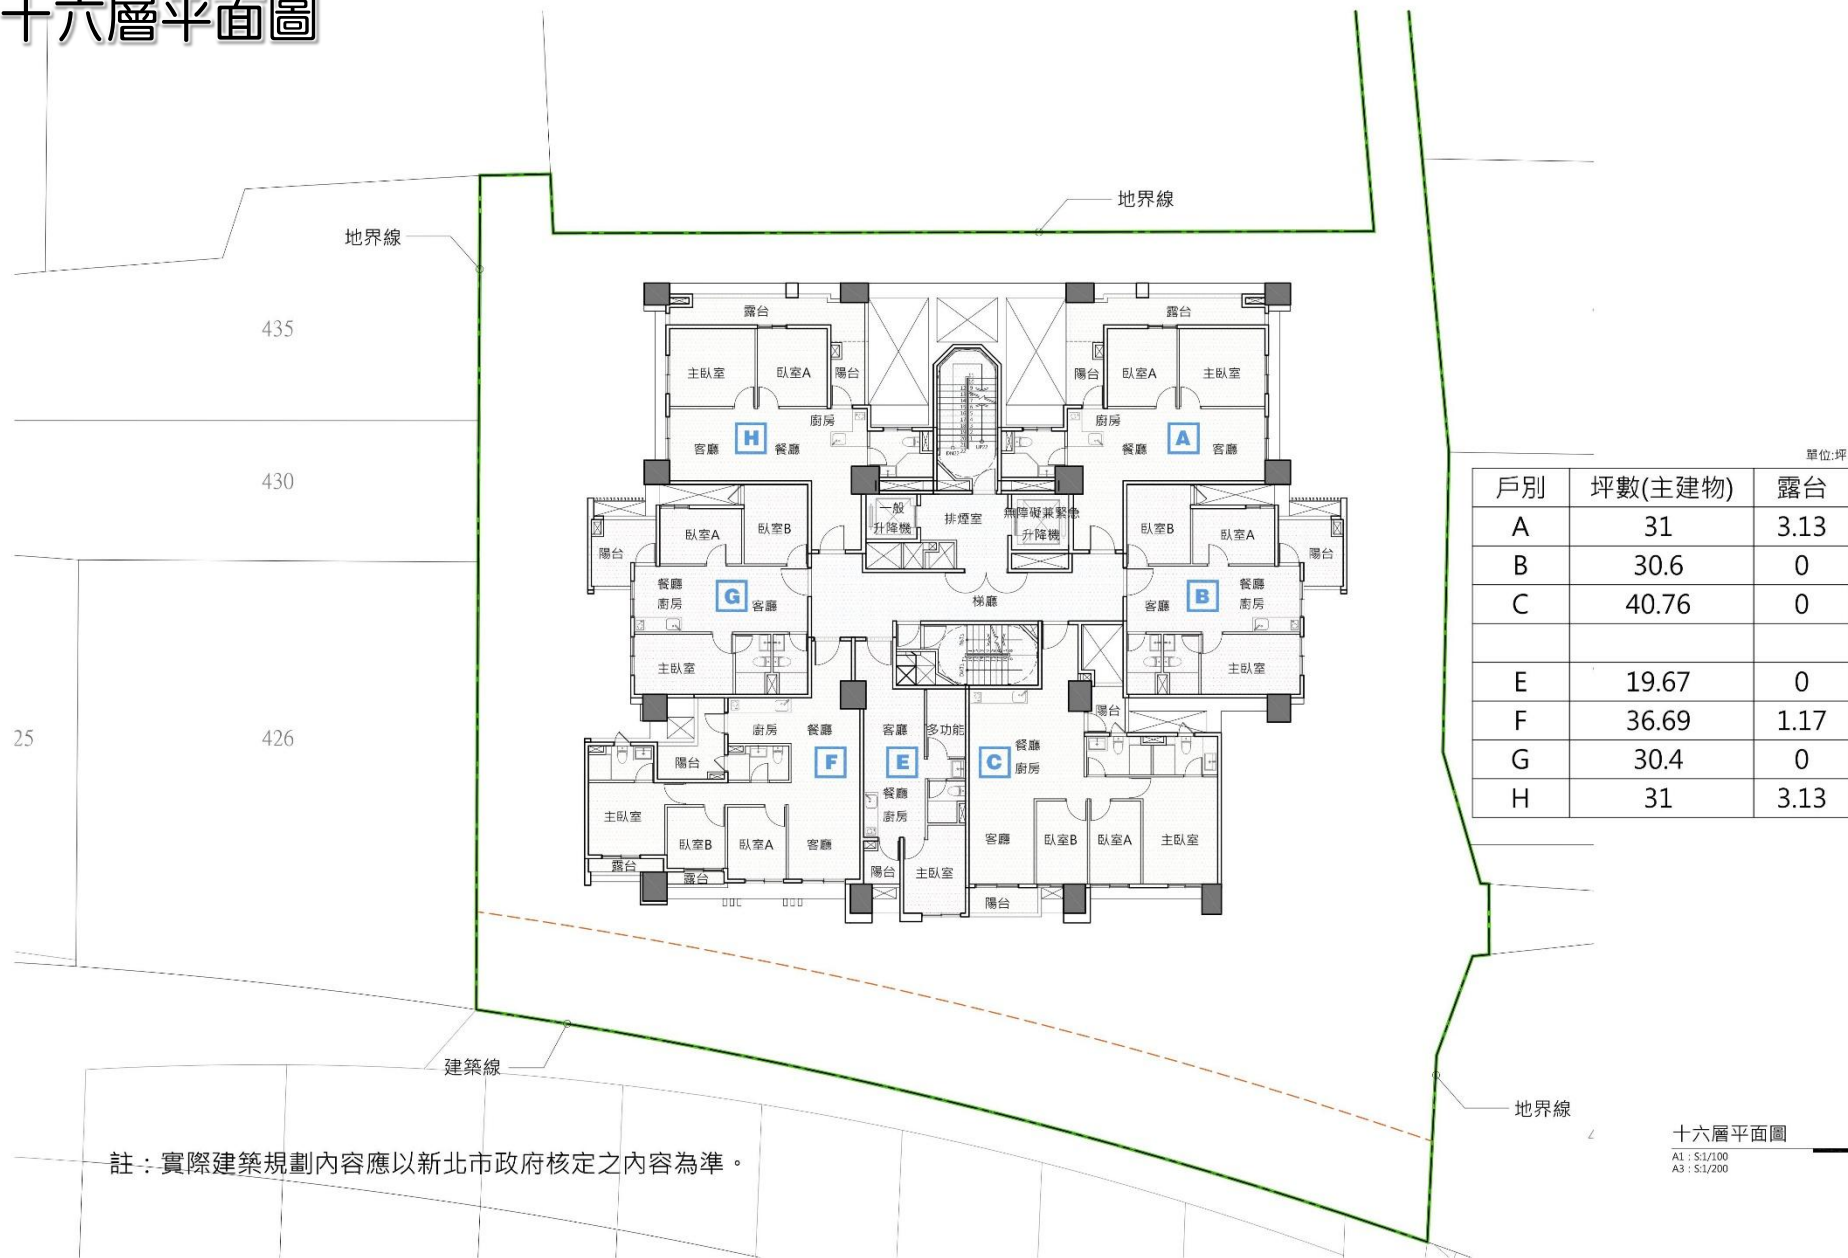 十六層平面圖
地界線
地界線
435
430
426
25
露台
露台
主臥室
臥室A
陽台
陽台
臥室A
主臥室
廚房
廚房
H
A
客廳
餐廳
餐廳
客廳
一般
升降機
排煙室
無障礙兼緊急
升降機
臥室A
臥室B
臥室B
臥室A
陽台
陽台
餐廳
廚房
G
客廳
梯廳
客廳
B
餐廳
廚房
主臥室
主臥室
陽台
廚房
餐廳
客廳
多功能
餐廳
廚房
陽台
F
E
C
餐廳
廚房
主臥室
臥室B
臥室A
客廳
客廳
臥室B
臥室A
主臥室
露台
露台
陽台
主臥室
陽台
單位:坪
戶別 坪數(主建物) 露台
A 31 3.13
B 30.6 0
C 40.76 0
E 19.67 0
F 36.69 1.17
G 30.4 0
H 31 3.13
建築線
地界線
註：實際建築規劃內容應以新北市政府核定之內容為準。
十六層平面圖
A1 : S:1/100
A3 : S:1/200